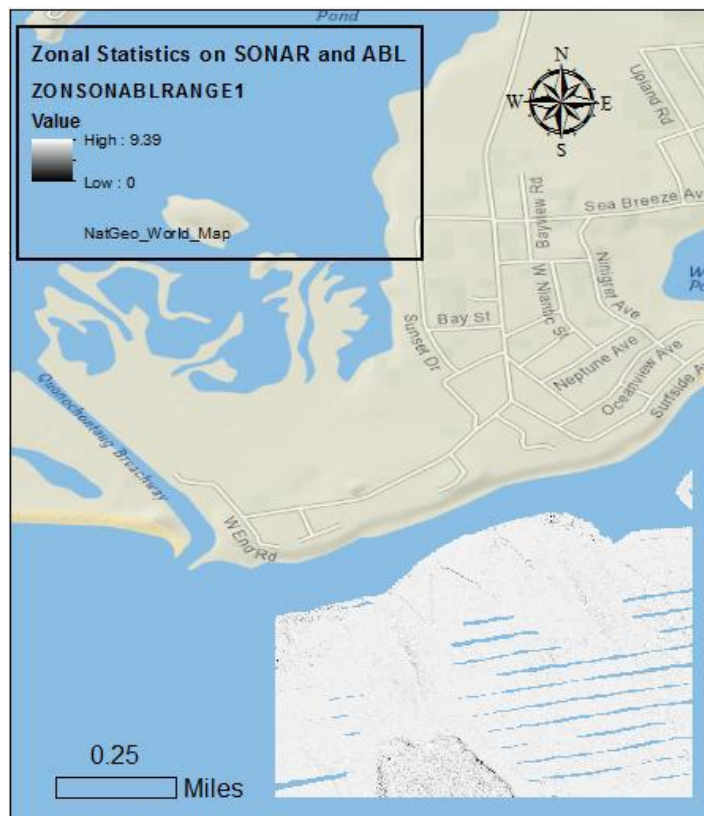 Pond
Zonal Statistics on SONAR and ABL
ZONSONABLRANGE1
Value
High : 9.39
Low : 0
NatGeo_World_Map
N
W
E
S
Upland Rd
Bayview Rd
Sea Breeze Av
W Niantic St
Ninigret Ave
Bay St
Sunset Dr
Neptune Ave
Oceanview Ave
Surfside Av
Quonochontaug Breachway
W End Rd
0.25
Miles